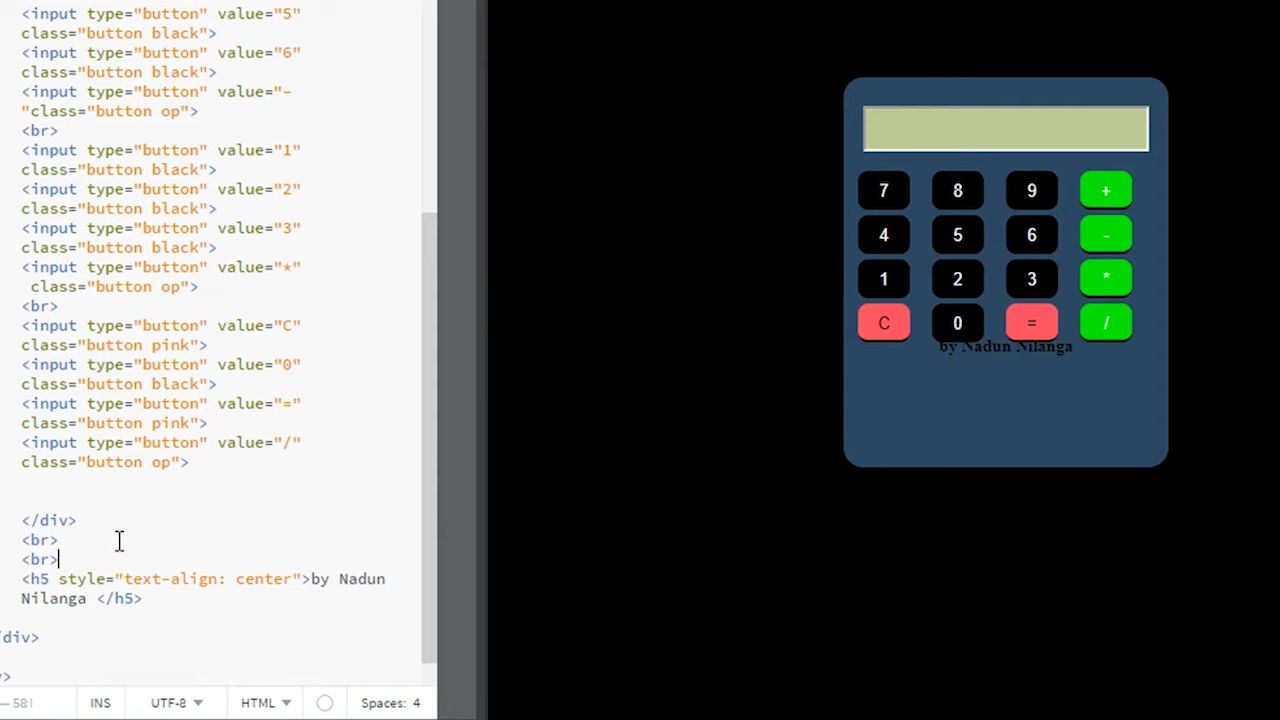 <input type="button" value="5"
class="button black">
<input type="button" value="6"
class="button black">
<input type="button" value="-
"class="button op">
<br>
<input type="button" value="1"
class="button black">
<input type="button" value="2"
class="button black">
<input type="button" value="3"
class="button black">
<input type="button" value="*"
class="button op">
<br>
<input type="button" value="C"
class="button pink">
<input type="button" value="0"
class="button black">
<input type="button" value="="
class="button pink">
<input type="button" value="/"
class="button op">
</div>
<br>
<br>
<h5 style="text-align: center">by Nadun
Nilanga </h5>
/div>
>
— 581 INS UTF-8 HTML Spaces: 4
7 8 9 +
4 5 6 -
1 2 3 *
C 0 = /
by Nadun Nilanga